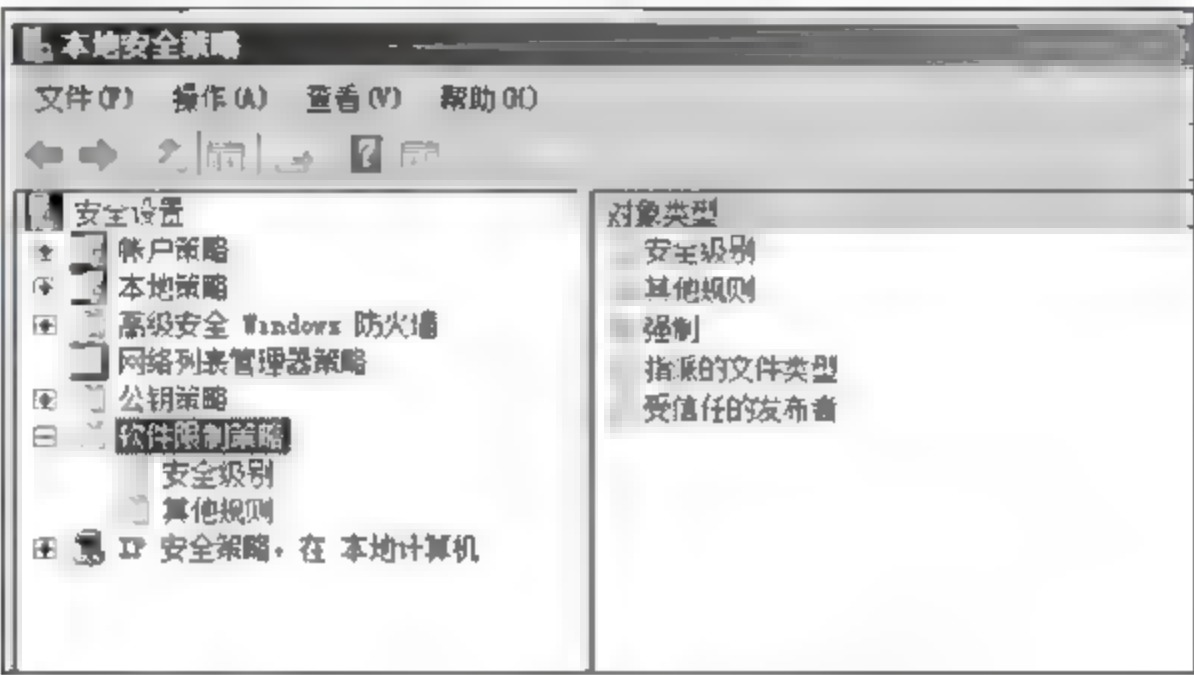 本地安全策略
文件(F) 操作(A) 查看(V) 帮助(H)
安全设置
帐户策略
本地策略
高级安全 Windows 防火墙
网络列表管理器策略
公钥策略
软件限制策略
安全级别
其他规则
IP 安全策略，在 本地计算机
对象类型
安全级别
其他规则
强制
指派的文件类型
受信任的发布者